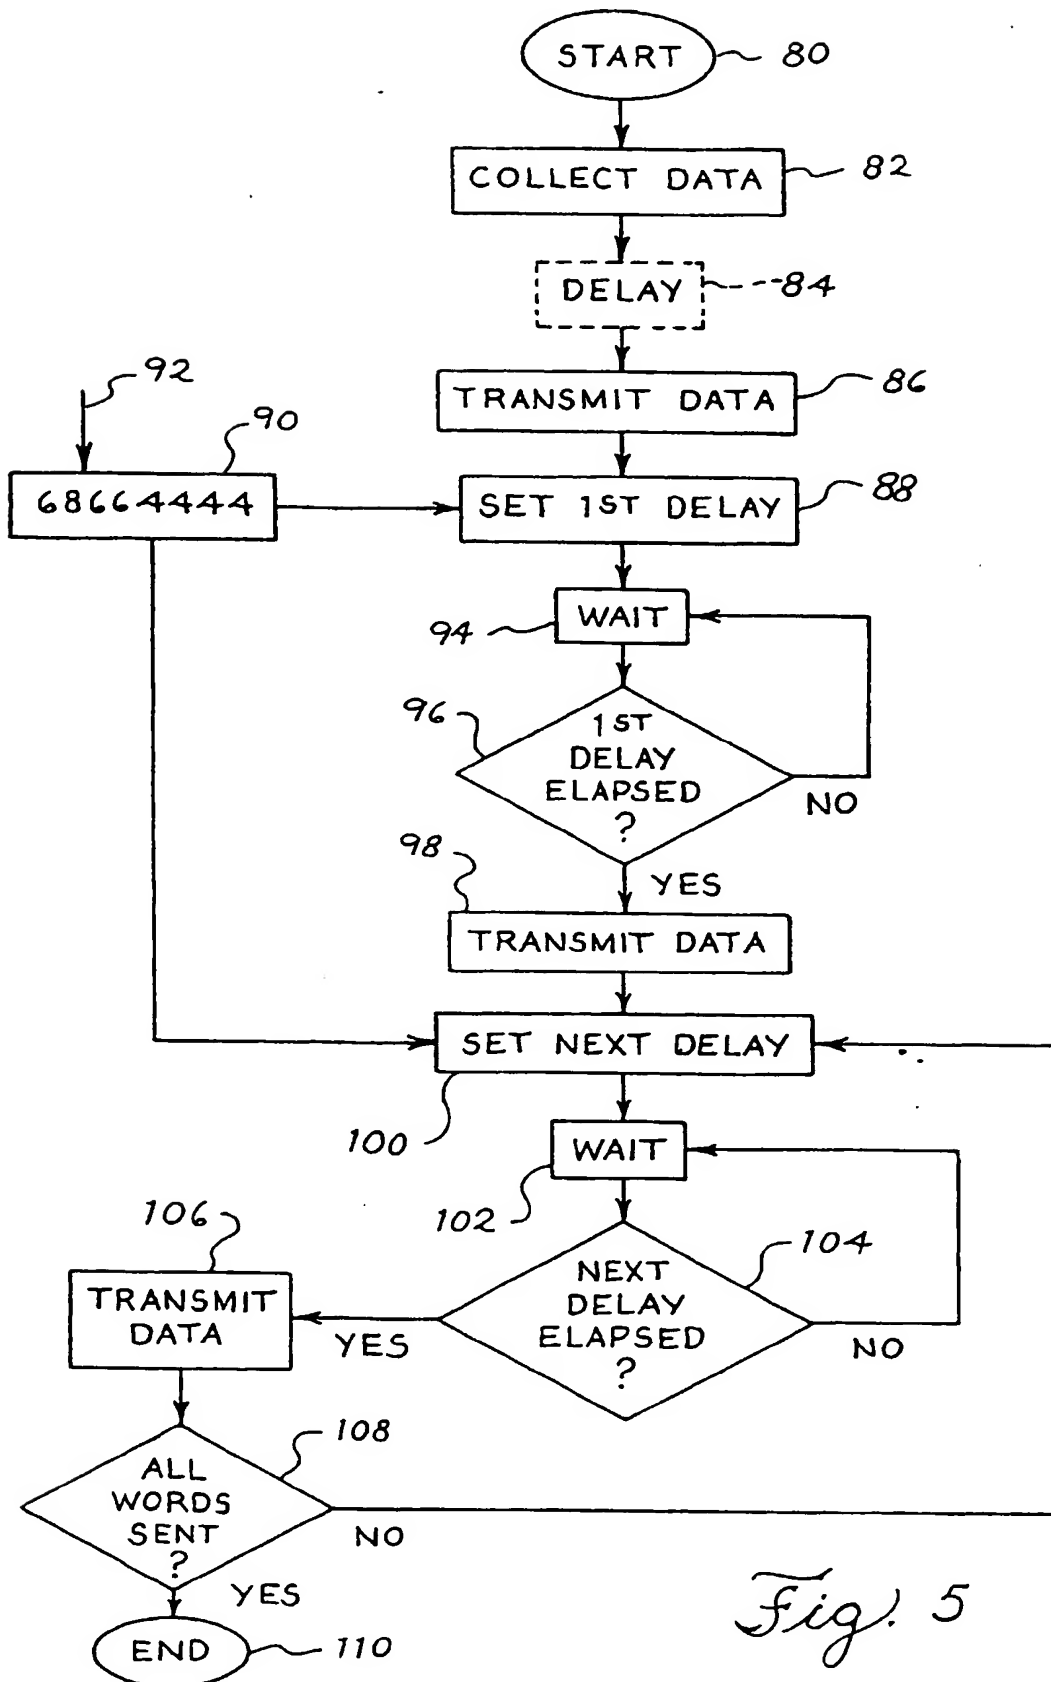 START
80
COLLECT DATA
82
DELAY
84
TRANSMIT DATA
86
92
90
68664444
SET 1ST DELAY
88
WAIT
94
96
1ST
DELAY
ELAPSED
?
NO
YES
98
TRANSMIT DATA
SET NEXT DELAY
100
WAIT
102
106
104
NEXT
DELAY
ELAPSED
?
NO
YES
TRANSMIT
DATA
108
ALL
WORDS
SENT
?
NO
YES
END
110
Fig. 5